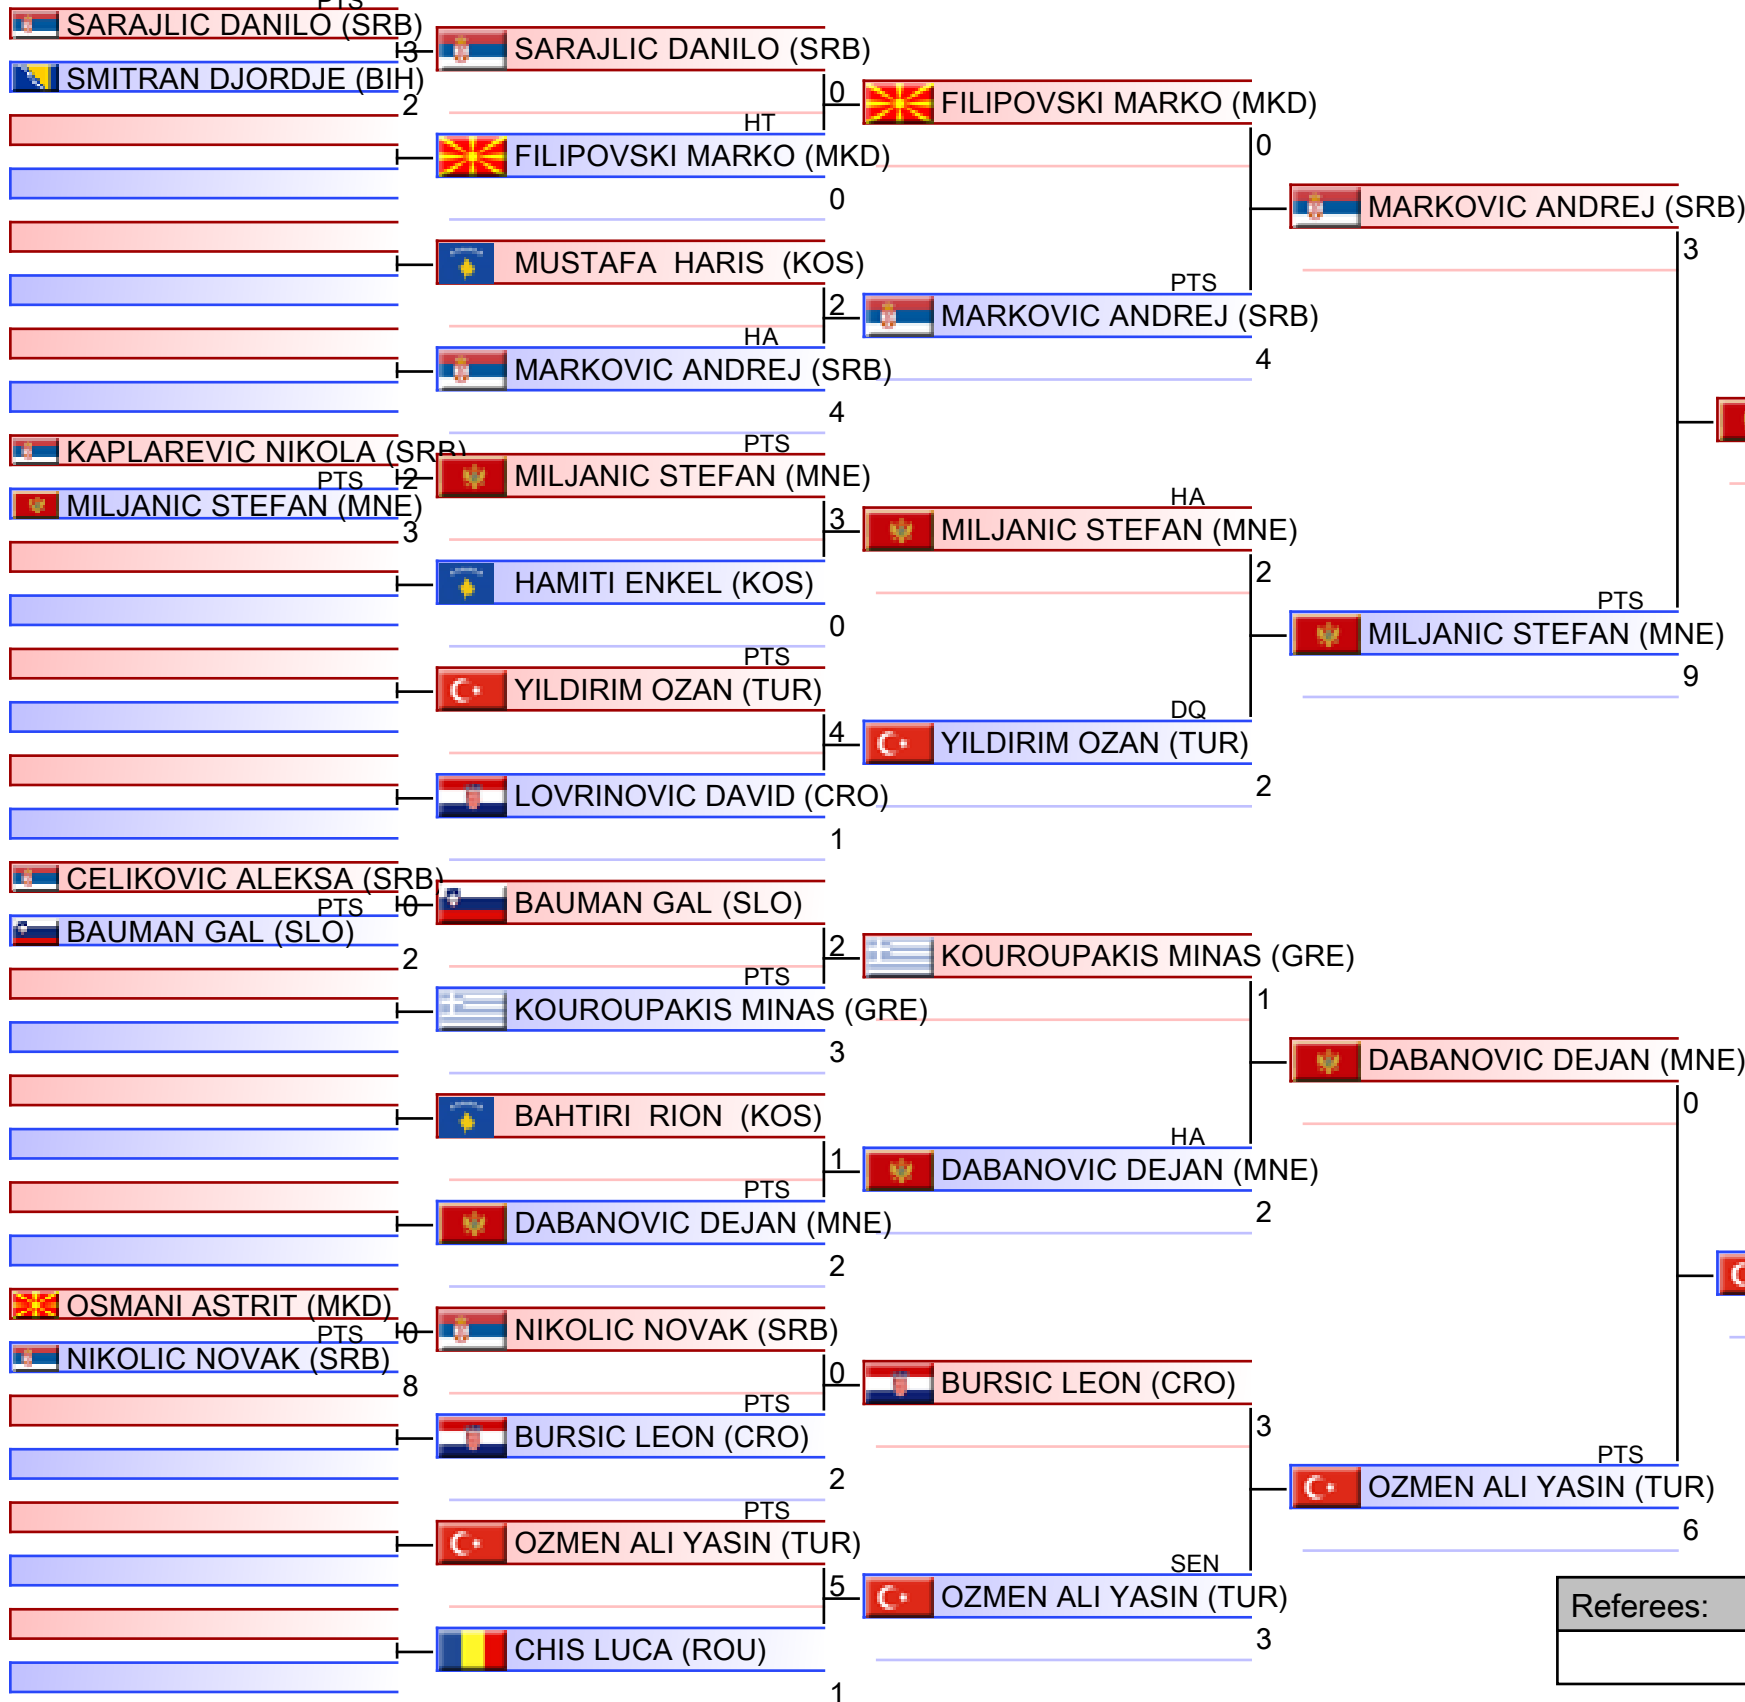 PTS
SARAJLIC DANILO (SRB)
3
SMITRAN DJORDJE (BIH)
2
KAPLAREVIC NIKOLA (SRB)
PTS 2
MILJANIC STEFAN (MNE)
3
CELIKOVIC ALEKSA (SRB)
PTS 0
BAUMAN GAL (SLO)
2
OSMANI ASTRIT (MKD)
PTS 0
NIKOLIC NOVAK (SRB)
8
SARAJLIC DANILO (SRB)
0
HT
FILIPOVSKI MARKO (MKD)
0
MUSTAFA HARIS (KOS)
2
HA
MARKOVIC ANDREJ (SRB)
4
PTS
MILJANIC STEFAN (MNE)
3
HAMITI ENKEL (KOS)
0
PTS
YILDIRIM OZAN (TUR)
4
LOVRINOVIC DAVID (CRO)
1
BAUMAN GAL (SLO)
2
PTS
KOUROUPAKIS MINAS (GRE)
3
BAHTIRI RION (KOS)
1
PTS
DABANOVIC DEJAN (MNE)
2
NIKOLIC NOVAK (SRB)
0
PTS
BURSIC LEON (CRO)
2
PTS
OZMEN ALI YASIN (TUR)
5
CHIS LUCA (ROU)
1
FILIPOVSKI MARKO (MKD)
0
PTS
MARKOVIC ANDREJ (SRB)
4
HA
MILJANIC STEFAN (MNE)
2
DQ
YILDIRIM OZAN (TUR)
2
KOUROUPAKIS MINAS (GRE)
1
HA
DABANOVIC DEJAN (MNE)
2
BURSIC LEON (CRO)
3
SEN
OZMEN ALI YASIN (TUR)
3
MARKOVIC ANDREJ (SRB)
3
PTS
MILJANIC STEFAN (MNE)
9
DABANOVIC DEJAN (MNE)
0
PTS
OZMEN ALI YASIN (TUR)
6
Referees: